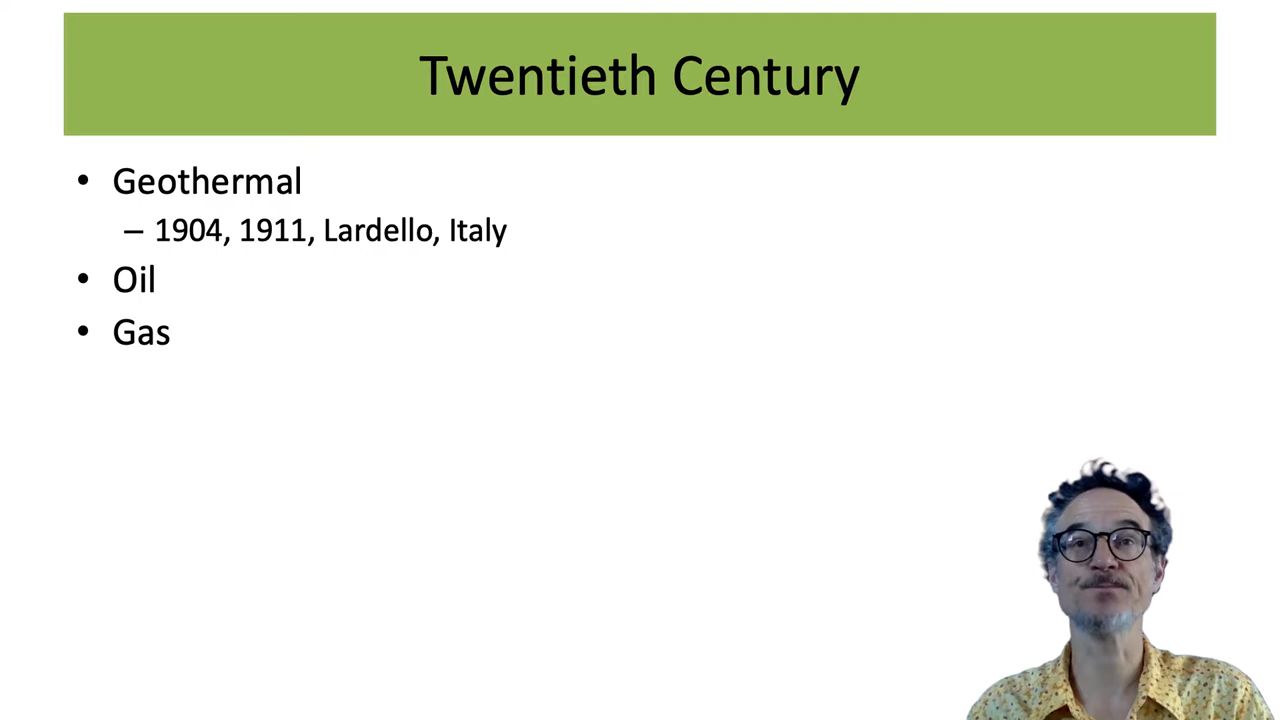 Twentieth Century
• Geothermal
– 1904, 1911, Lardello, Italy
• Oil
• Gas